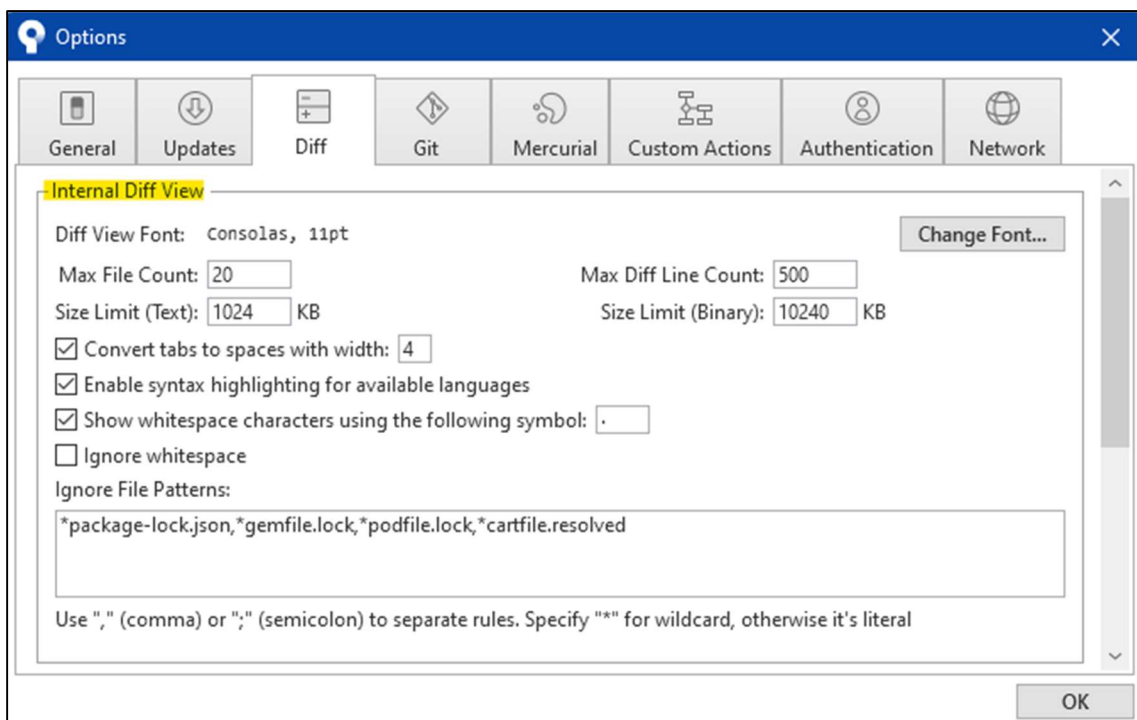 Options
General Updates Diff Git Mercurial Custom Actions Authentication Network
Internal Diff View
Diff View Font: Consolas, 11pt Change Font...
Max File Count: 20 Max Diff Line Count: 500
Size Limit (Text): 1024 KB Size Limit (Binary): 10240 KB
Convert tabs to spaces with width: 4
Enable syntax highlighting for available languages
Show whitespace characters using the following symbol: ·
Ignore whitespace
Ignore File Patterns:
*package-lock.json,*gemfile.lock,*podfile.lock,*cartfile.resolved
Use "," (comma) or ";" (semicolon) to separate rules. Specify "*" for wildcard, otherwise it's literal
OK